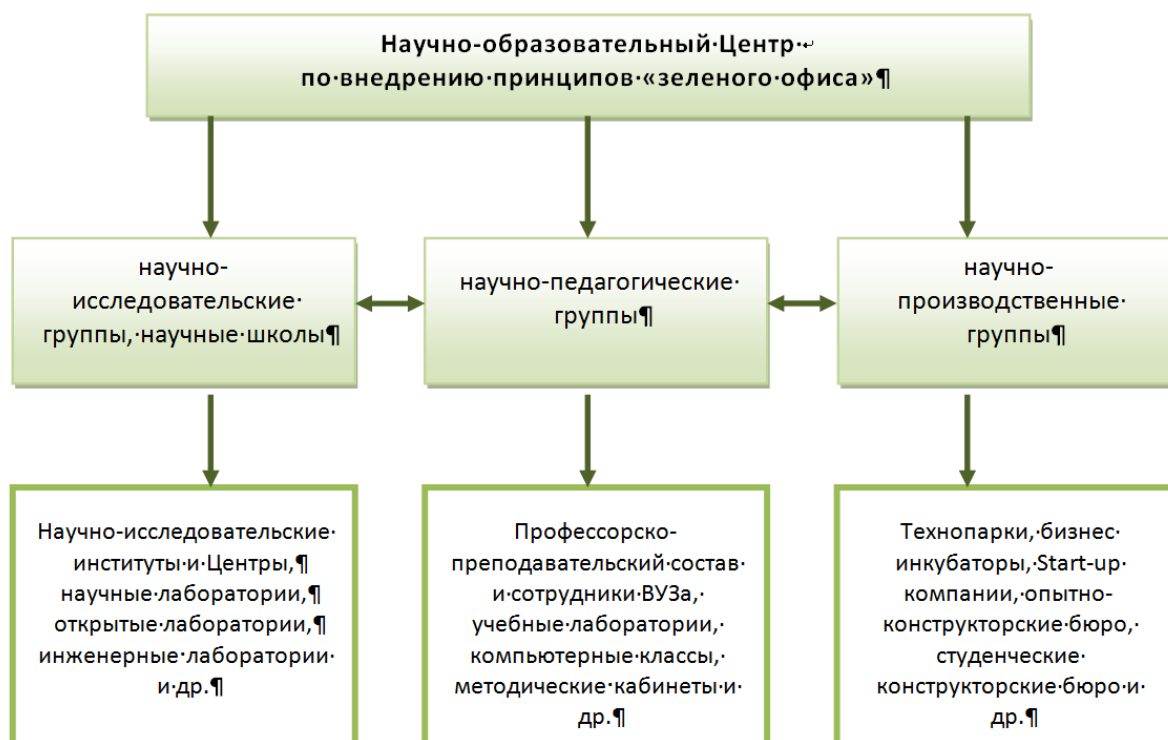 Научно-образовательный·Центр·↵
по·внедрению·принципов·«зеленого·офиса»¶
научно-
исследовательские·
группы,·научные·школы¶
научно-педагогические·
группы¶
научно-
производственные·
группы¶
Научно-исследовательские·
институты·и·Центры,¶
научные·лаборатории,¶
открытые·лаборатории,¶
инженерные·лаборатории·
и·др.¶
Профессорско-
преподавательский·состав·
и·сотрудники·ВУЗа,·
учебные·лаборатории,·
компьютерные·классы,·
методические·кабинеты·и·
др.¶
Технопарки,·бизнес·
инкубаторы,·Start-up·
компании,·опытно-
конструкторские·бюро,·
студенческие·
конструкторские·бюро·и·
др.¶